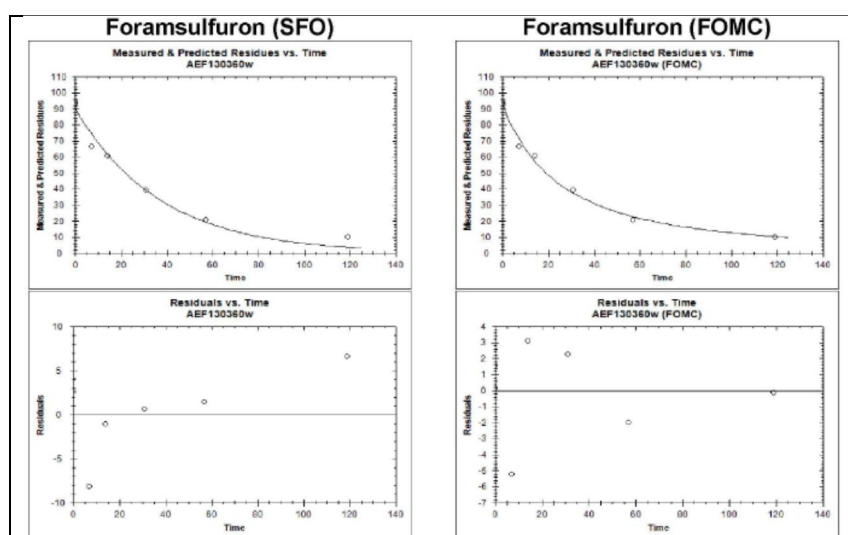 Foramsulfuron (SFO)
Foramsulfuron (FOMC)
Measured & Predicted Residues vs. Time
AEF130360w
Measured & Predicted Residues
110
100
90
80
70
60
50
40
30
20
10
0
0 20 40 60 80 100 120 140
Time
Measured & Predicted Residues vs. Time
AEF130360w (FOMC)
Measured & Predicted Residues
110
100
90
80
70
60
50
40
30
20
10
0
0 20 40 60 80 100 120 140
Time
Residuals vs. Time
AEF130360w
Residuals
10
5
0
-5
-10
0 20 40 60 80 100 120 140
Time
Residuals vs. Time
AEF130360w (FOMC)
Residuals
4
3
2
1
0
-1
-2
-3
-4
-5
-6
-7
0 20 40 60 80 100 120 140
Time